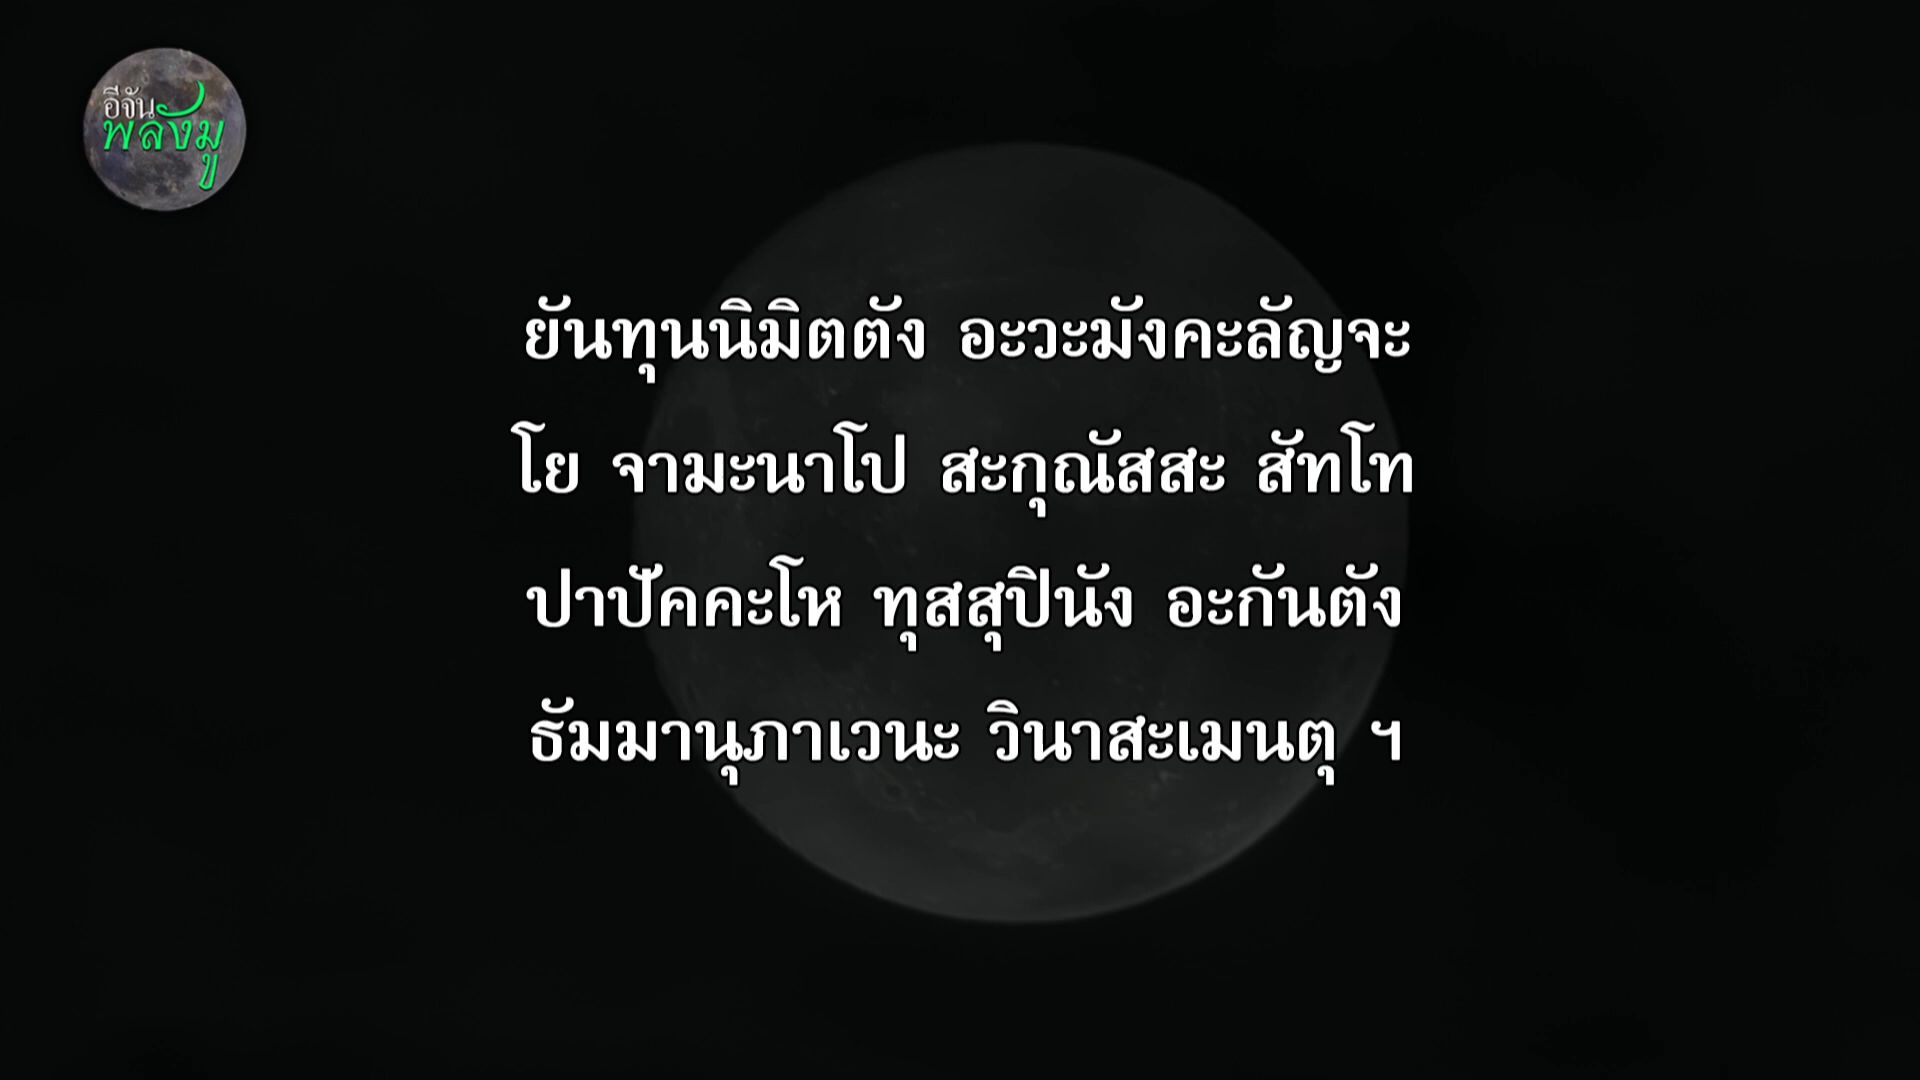 อีจัน
พลังมู
ยันทุนนิมิตตัง อะวะมังคะลัญจะ
โย จามะนาโป สะกุณัสสะ สัทโท
ปาปัคคะโห ทุสสุปินัง อะกันตัง
ธัมมานุภาเวนะ วินาสะเมนตุ ฯ